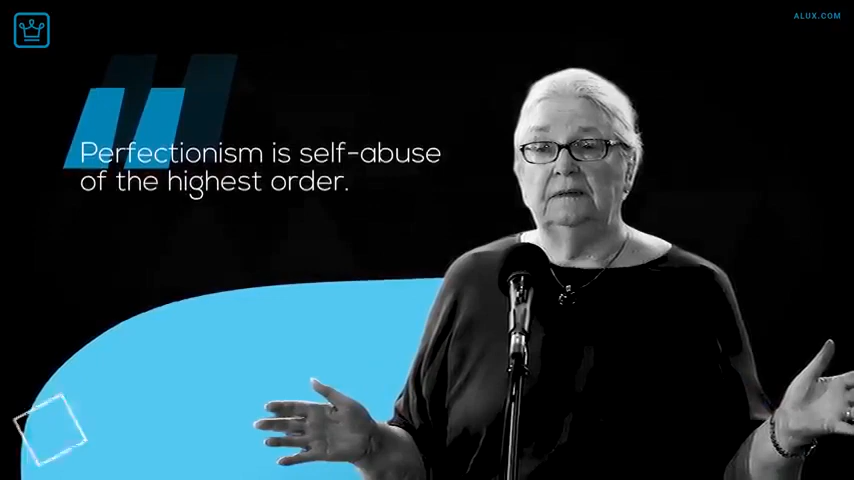 ALUX.COM
Perfectionism is self-abuse
of the highest order.